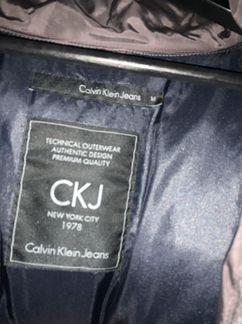 Calvin Klein Jeans M
TECHNICAL OUTERWEAR
AUTHENTIC DESIGN
PREMIUM QUALITY
CKJ
NEW YORK CITY
1978
Calvin Klein Jeans